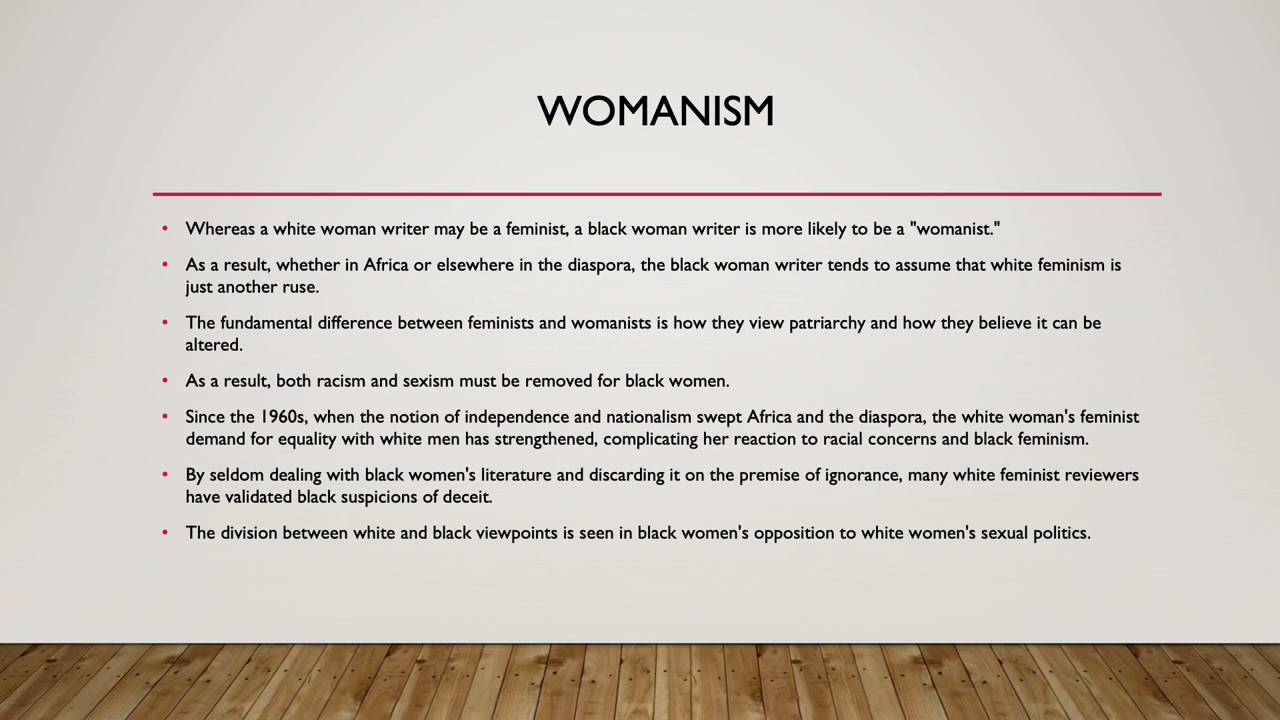 WOMANISM
• Whereas a white woman writer may be a feminist, a black woman writer is more likely to be a "womanist."
• As a result, whether in Africa or elsewhere in the diaspora, the black woman writer tends to assume that white feminism is
just another ruse.
• The fundamental difference between feminists and womanists is how they view patriarchy and how they believe it can be
altered.
• As a result, both racism and sexism must be removed for black women.
• Since the 1960s, when the notion of independence and nationalism swept Africa and the diaspora, the white woman's feminist
demand for equality with white men has strengthened, complicating her reaction to racial concerns and black feminism.
• By seldom dealing with black women's literature and discarding it on the premise of ignorance, many white feminist reviewers
have validated black suspicions of deceit.
• The division between white and black viewpoints is seen in black women's opposition to white women's sexual politics.